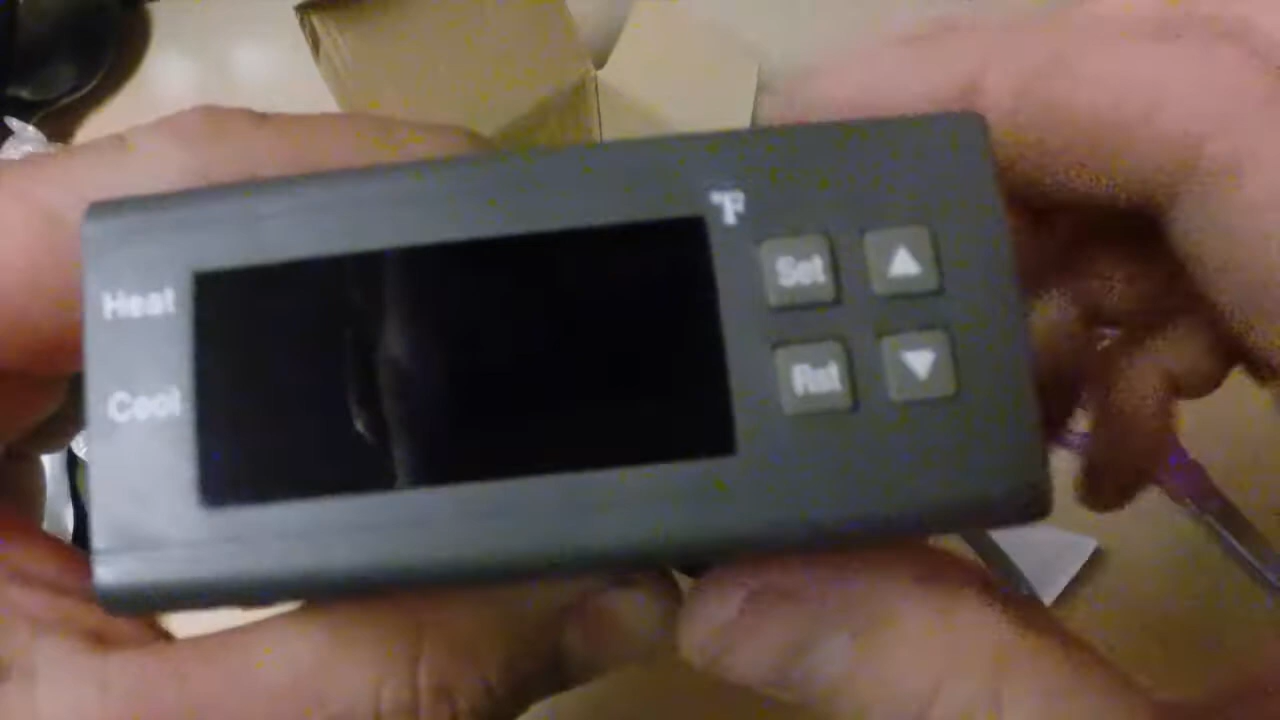 °F
Set ▲
Heat
Rst ▼
Cool